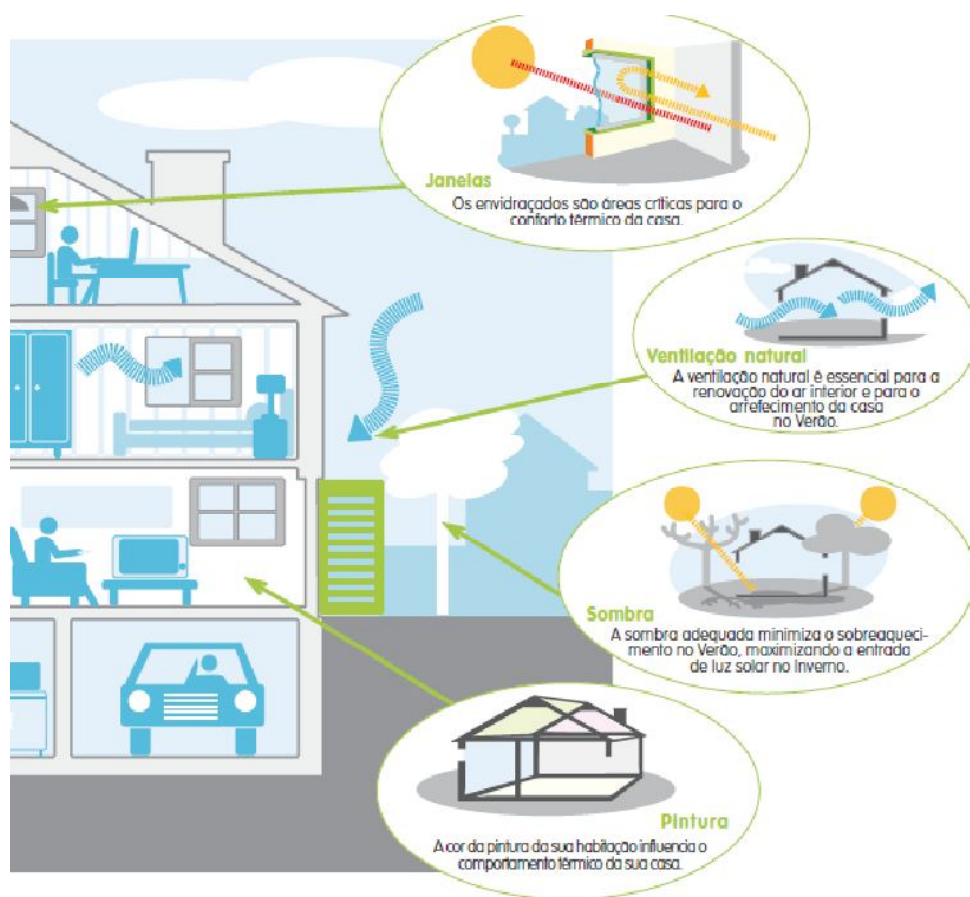 Janelas
Os envidraçados são áreas críticas para o
conforto térmico da casa.
Ventilação natural
A ventilação natural é essencial para a
renovação do ar interior e para o
arrefecimento da casa
no Verão.
Sombra
A sombra adequada minimiza o sobreaqueci-
mento no Verão, maximizando a entrada
de luz solar no Inverno.
Pintura
A cor da pintura da sua habitação influencia o
comportamento térmico da sua casa.